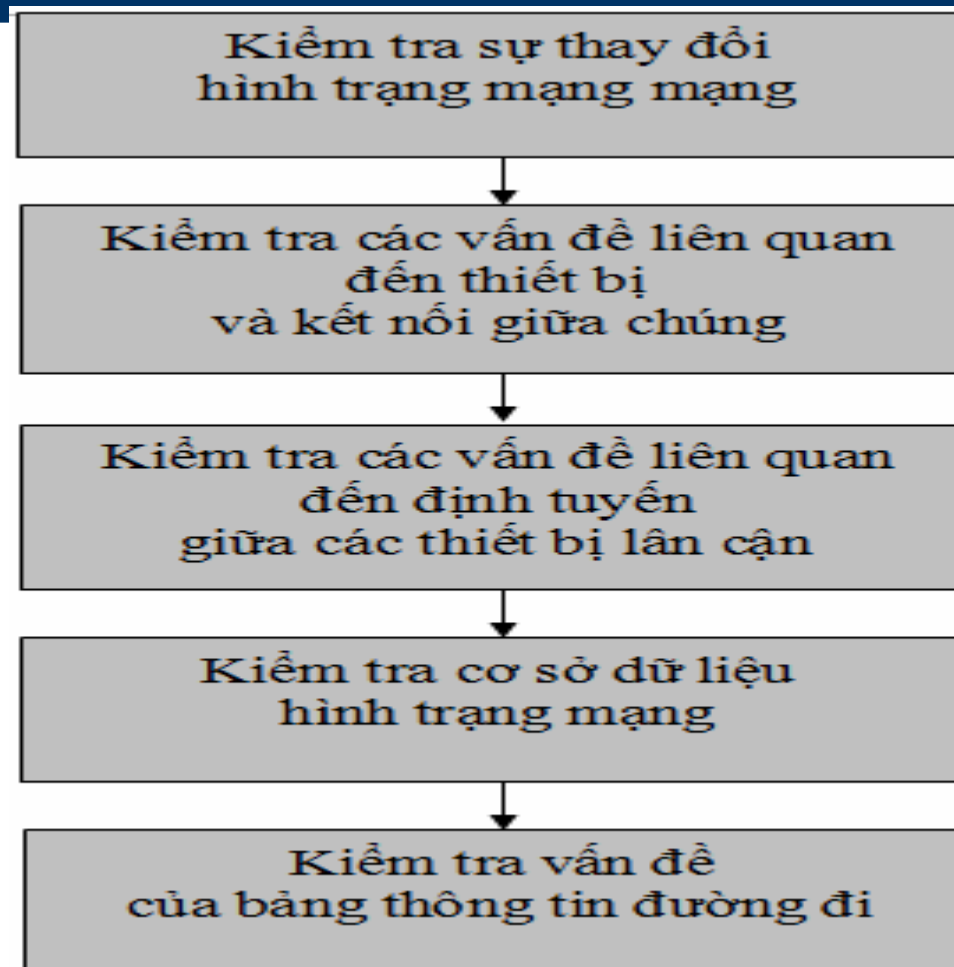 Kiểm tra sự thay đổi
hình trạng mạng mạng
Kiểm tra các vấn đề liên quan
đến thiết bị
và kết nối giữa chúng
Kiểm tra các vấn đề liên quan
đến định tuyến
giữa các thiết bị lân cận
Kiểm tra cơ sở dữ liệu
hình trạng mạng
Kiểm tra vấn đề
của bảng thông tin đường đi